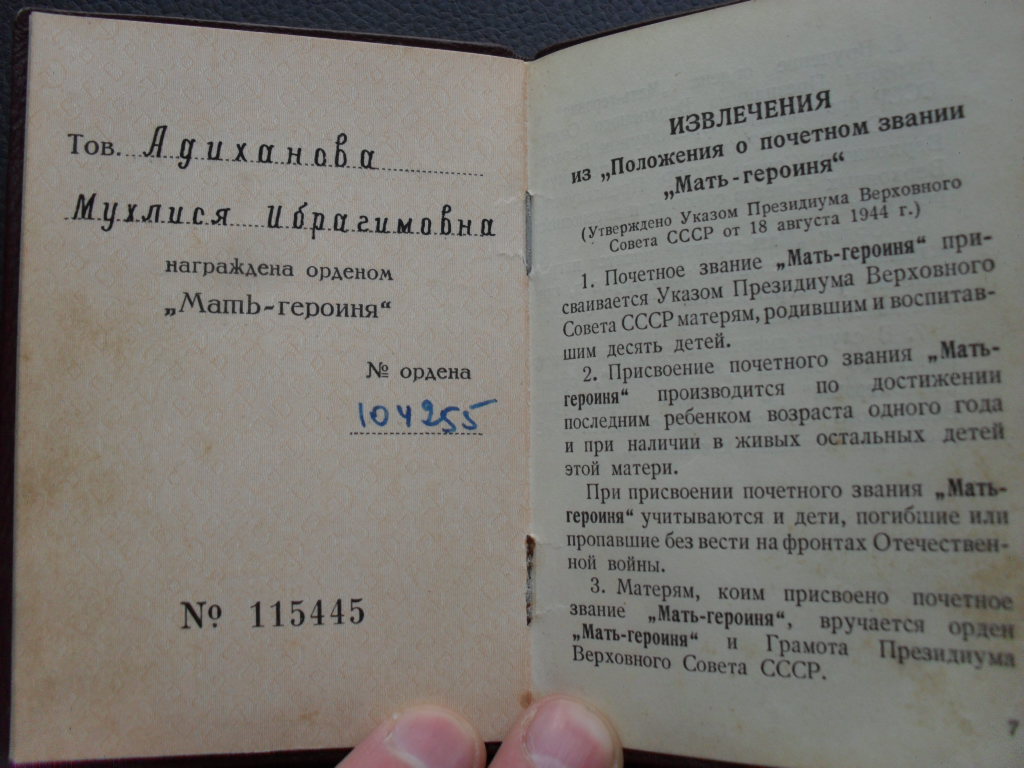 Тов. Адиханова
Мухлися Ибрагимовна
награждена орденом
„Мать-героиня“
№ ордена
104255
№ 115445
ИЗВЛЕЧЕНИЯ
из „Положения о почетном звании
„Мать-героиня“
(Утверждено Указом Президиума Верховного
Совета СССР от 18 августа 1944 г.)
1. Почетное звание „Мать-героиня“ при-
сваивается Указом Президиума Верховного
Совета СССР матерям, родившим и воспитав-
шим десять детей.
2. Присвоение почетного звания „Мать-
героиня“ производится по достижении
последним ребенком возраста одного года
и при наличии в живых остальных детей
этой матери.
При присвоении почетного звания „Мать-
героиня“ учитываются и дети, погибшие или
пропавшие без вести на фронтах Отечествен-
ной войны.
3. Матерям, коим присвоено почетное
звание „Мать-героиня“, вручается орден
„Мать-героиня“ и Грамота Президиума
Верховного Совета СССР.
7